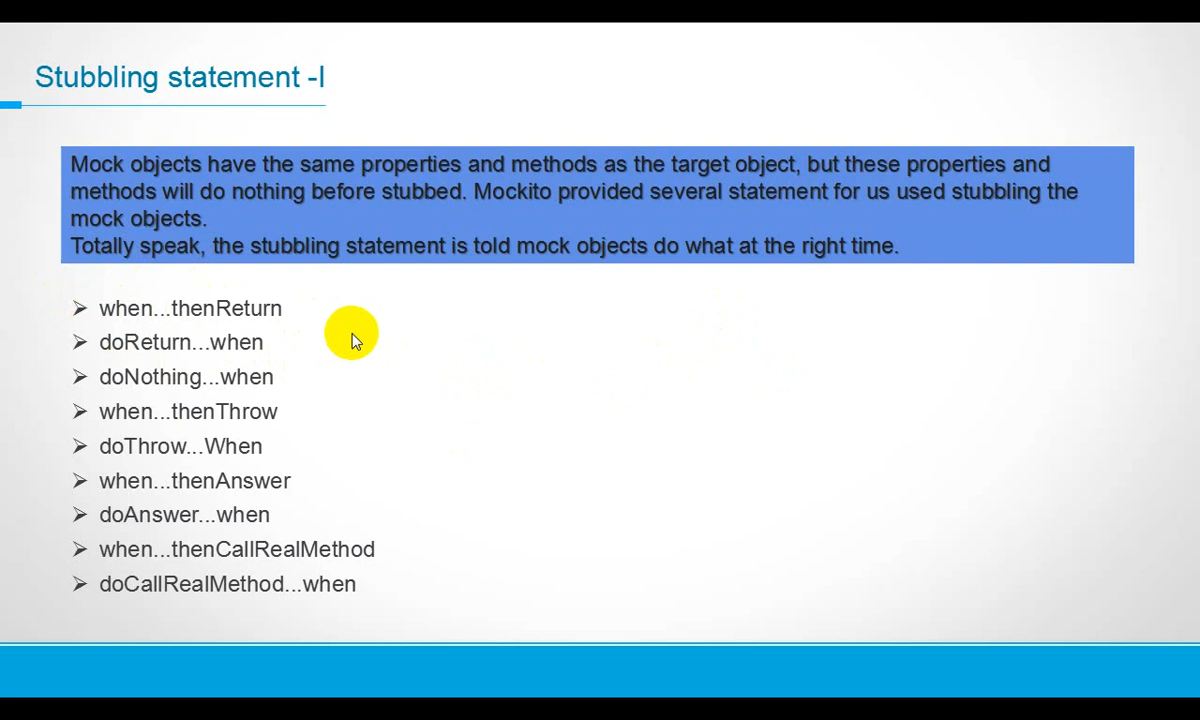 Stubbling statement -I
Mock objects have the same properties and methods as the target object, but these properties and
methods will do nothing before stubbed. Mockito provided several statement for us used stubbling the
mock objects.
Totally speak, the stubbling statement is told mock objects do what at the right time.
when...thenReturn
doReturn...when
doNothing...when
when...thenThrow
doThrow...When
when...thenAnswer
doAnswer...when
when...thenCallRealMethod
doCallRealMethod...when